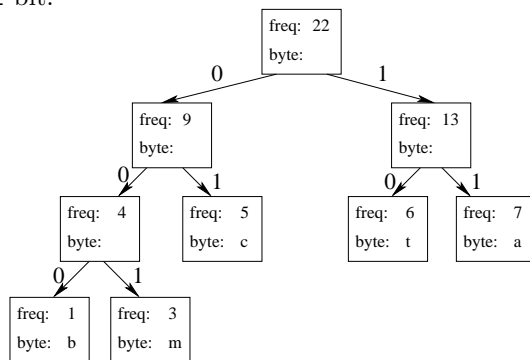 bit.
freq: 22
byte:
0 1
freq: 9
byte:
freq: 13
byte:
0 1
0 1
freq: 4
byte:
freq: 5
byte: c
freq: 6
byte: t
freq: 7
byte: a
0 1
freq: 1
byte: b
freq: 3
byte: m